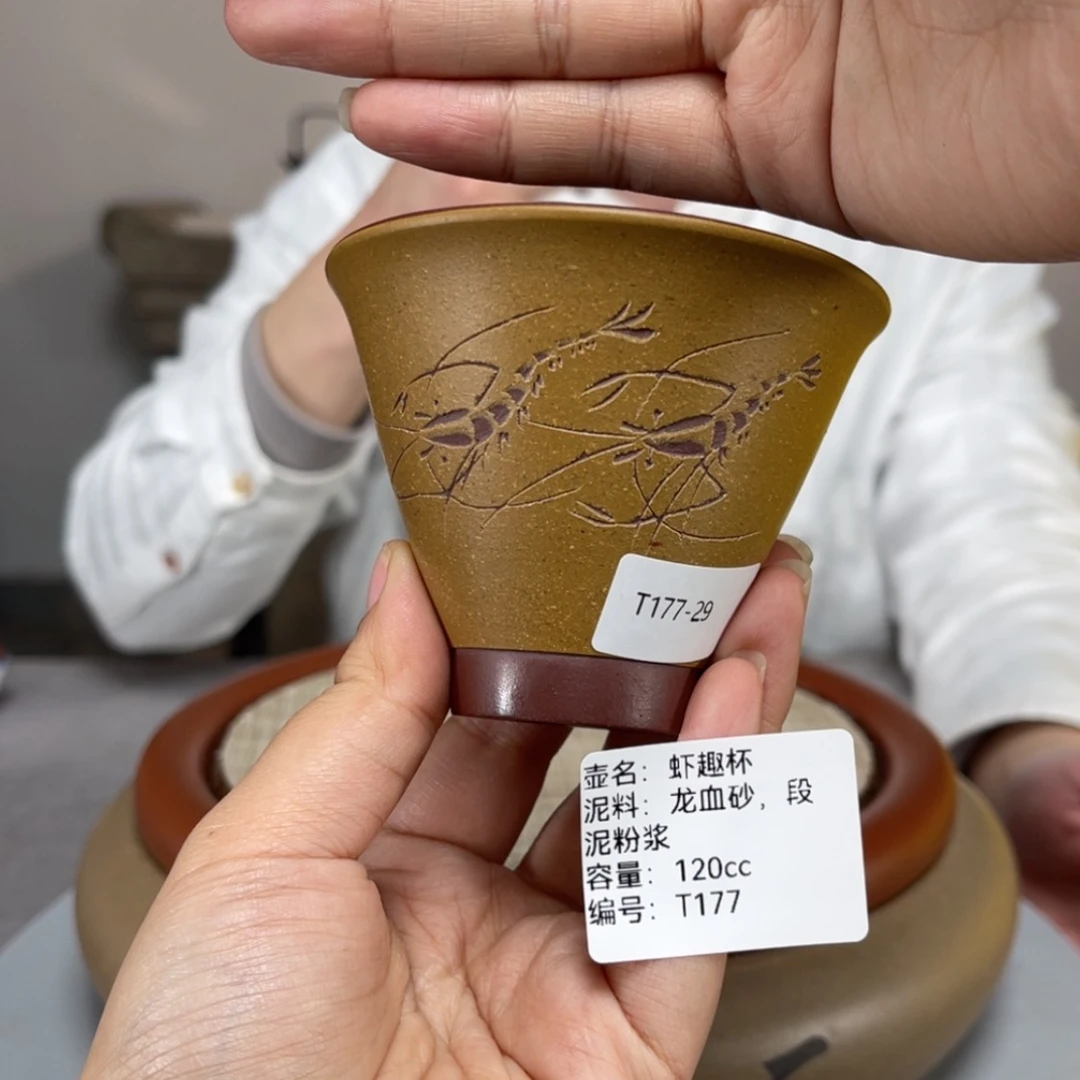 T177-29
壶名：虾趣杯
泥料：龙血砂，段
泥粉浆
容量：120cc
编号：T177